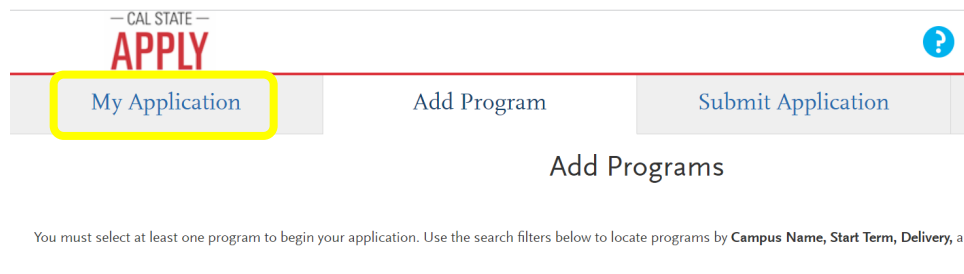 CAL STATE
APPLY
?
My Application Add Program Submit Application
Add Programs
You must select at least one program to begin your application. Use the search filters below to locate programs by Campus Name, Start Term, Delivery, a